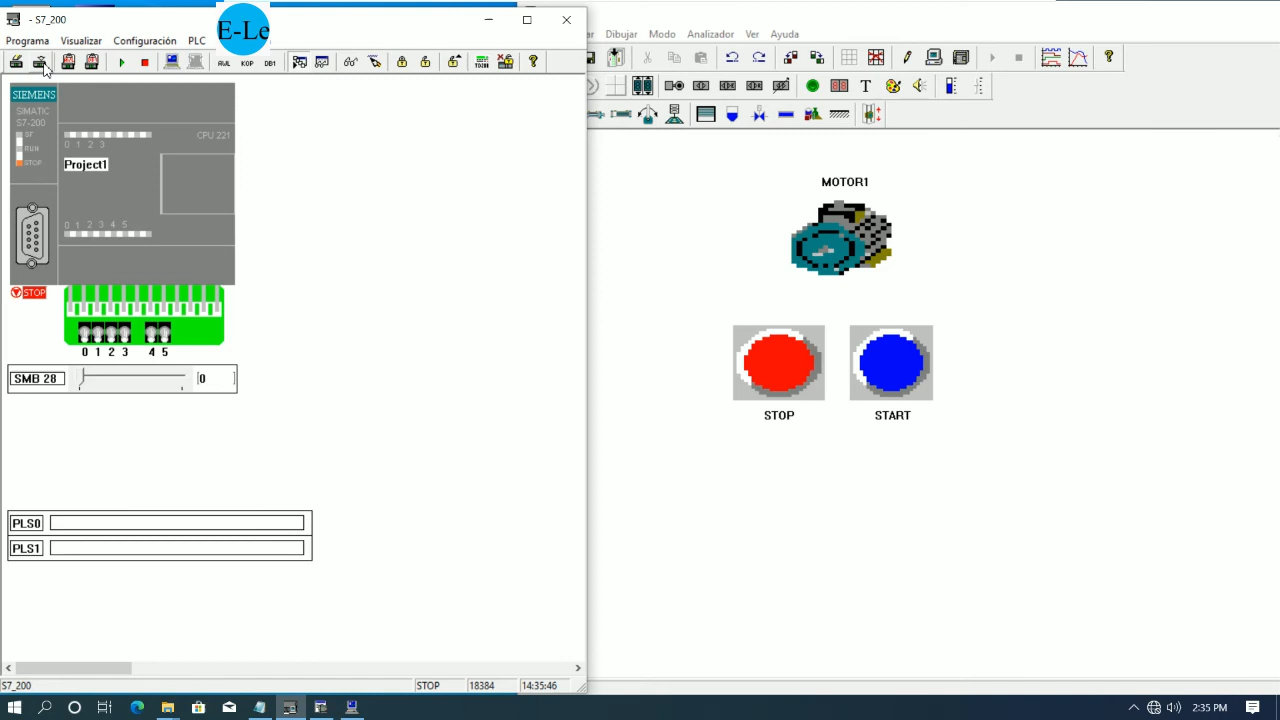 - S7_200
E-Le
Programa Visualizar Configuración PLC
Dibujar Modo Analizador Ver Ayuda
KOP DB1
SIEMENS
SIMATIC
S7-200
SF
RUN
STOP
CPU 221
0 1 2 3
Project1
0 1 2 3 4 5
STOP
0 1 2 3 4 5
SMB 28 0
PLS0
PLS1
MOTOR1
STOP START
S7_200 STOP 18384 14:35:46
2:35 PM